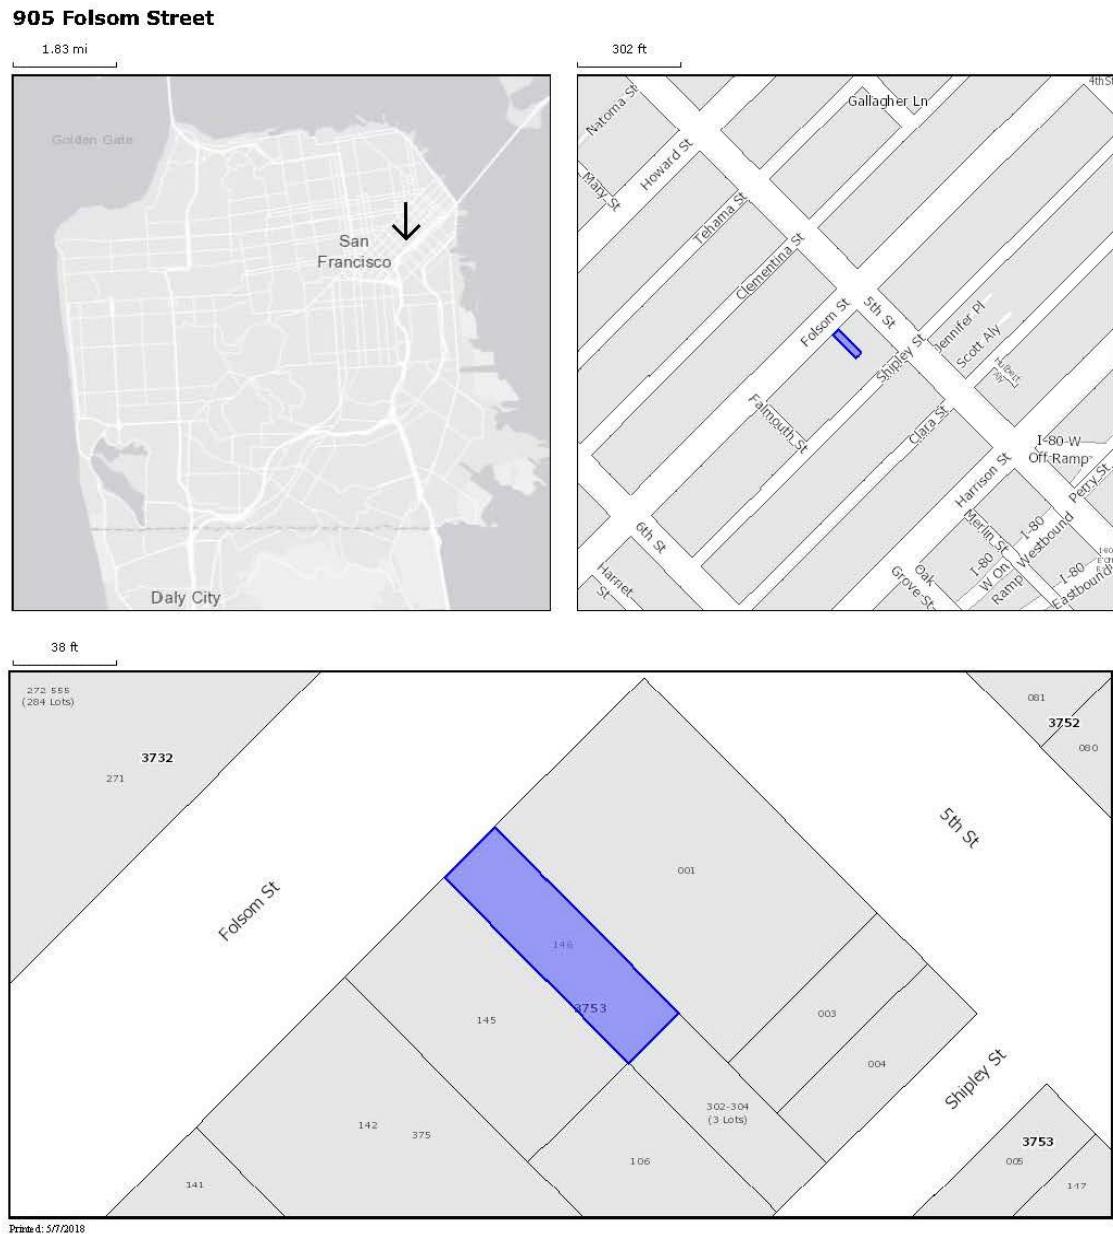 905 Folsom Street
1.83 mi
Golden Gate
San
Francisco
Daly City
302 ft
4th St
Gallagher Ln
Natoma St
Howard St
Mary St
Tehama St
Clementina St
Folsom St
5th St
Jennifer Pl
Scott Aly
Hulbert Aly
Shipley St
Falmouth St
Clara St
I-80 W
Off Ramp
Perry St
Harrison St
Merlin St
I-80
Westbound
6th St
Harriet
St
Oak
Grove St
I-80
W On
Ramp
I-80
Eastbound
38 ft
272 555
(284 Lots)
3732
271
081
3752
080
5th St
001
Folsom St
146
3753
145
003
004
Shipley St
302-304
(3 Lots)
142
375
106
3753
005
147
141
Printed: 5/7/2018